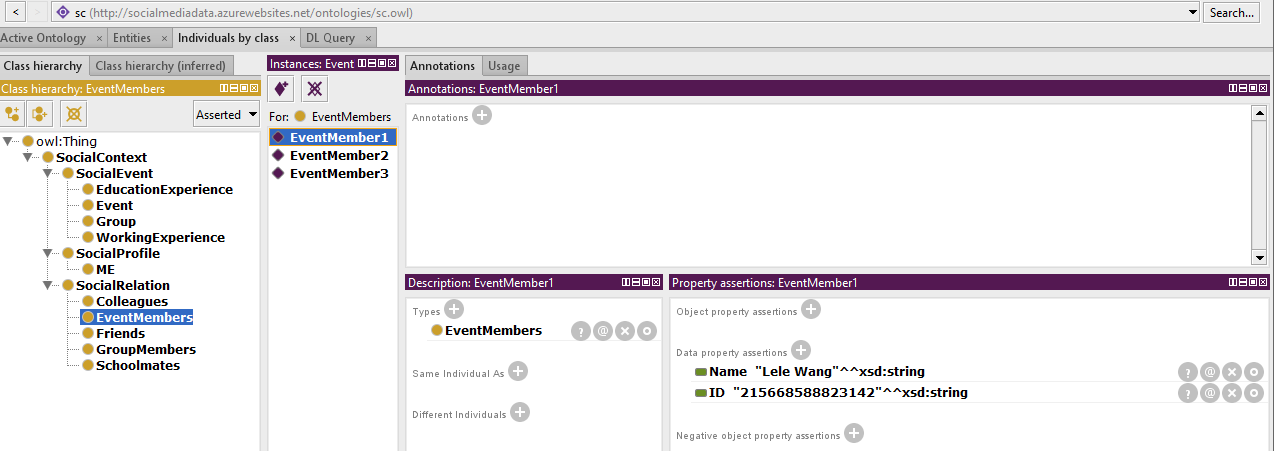 < > sc (http://socialmediadata.azurewebsites.net/ontologies/sc.owl) Search...
Active Ontology × Entities × Individuals by class × DL Query ×
Class hierarchy Class hierarchy (inferred)
Class hierarchy: EventMembers
Asserted
owl:Thing
SocialContext
SocialEvent
EducationExperience
Event
Group
WorkingExperience
SocialProfile
ME
SocialRelation
Colleagues
EventMembers
Friends
GroupMembers
Schoolmates
Instances: Event
For: EventMembers
EventMember1
EventMember2
EventMember3
Annotations Usage
Annotations: EventMember1
Annotations
Description: EventMember1
Types
EventMembers ? @ × o
Same Individual As
Different Individuals
Property assertions: EventMember1
Object property assertions
Data property assertions
Name "Lele Wang"^^xsd:string ? @ × o
ID "215668588823142"^^xsd:string ? @ × o
Negative object property assertions